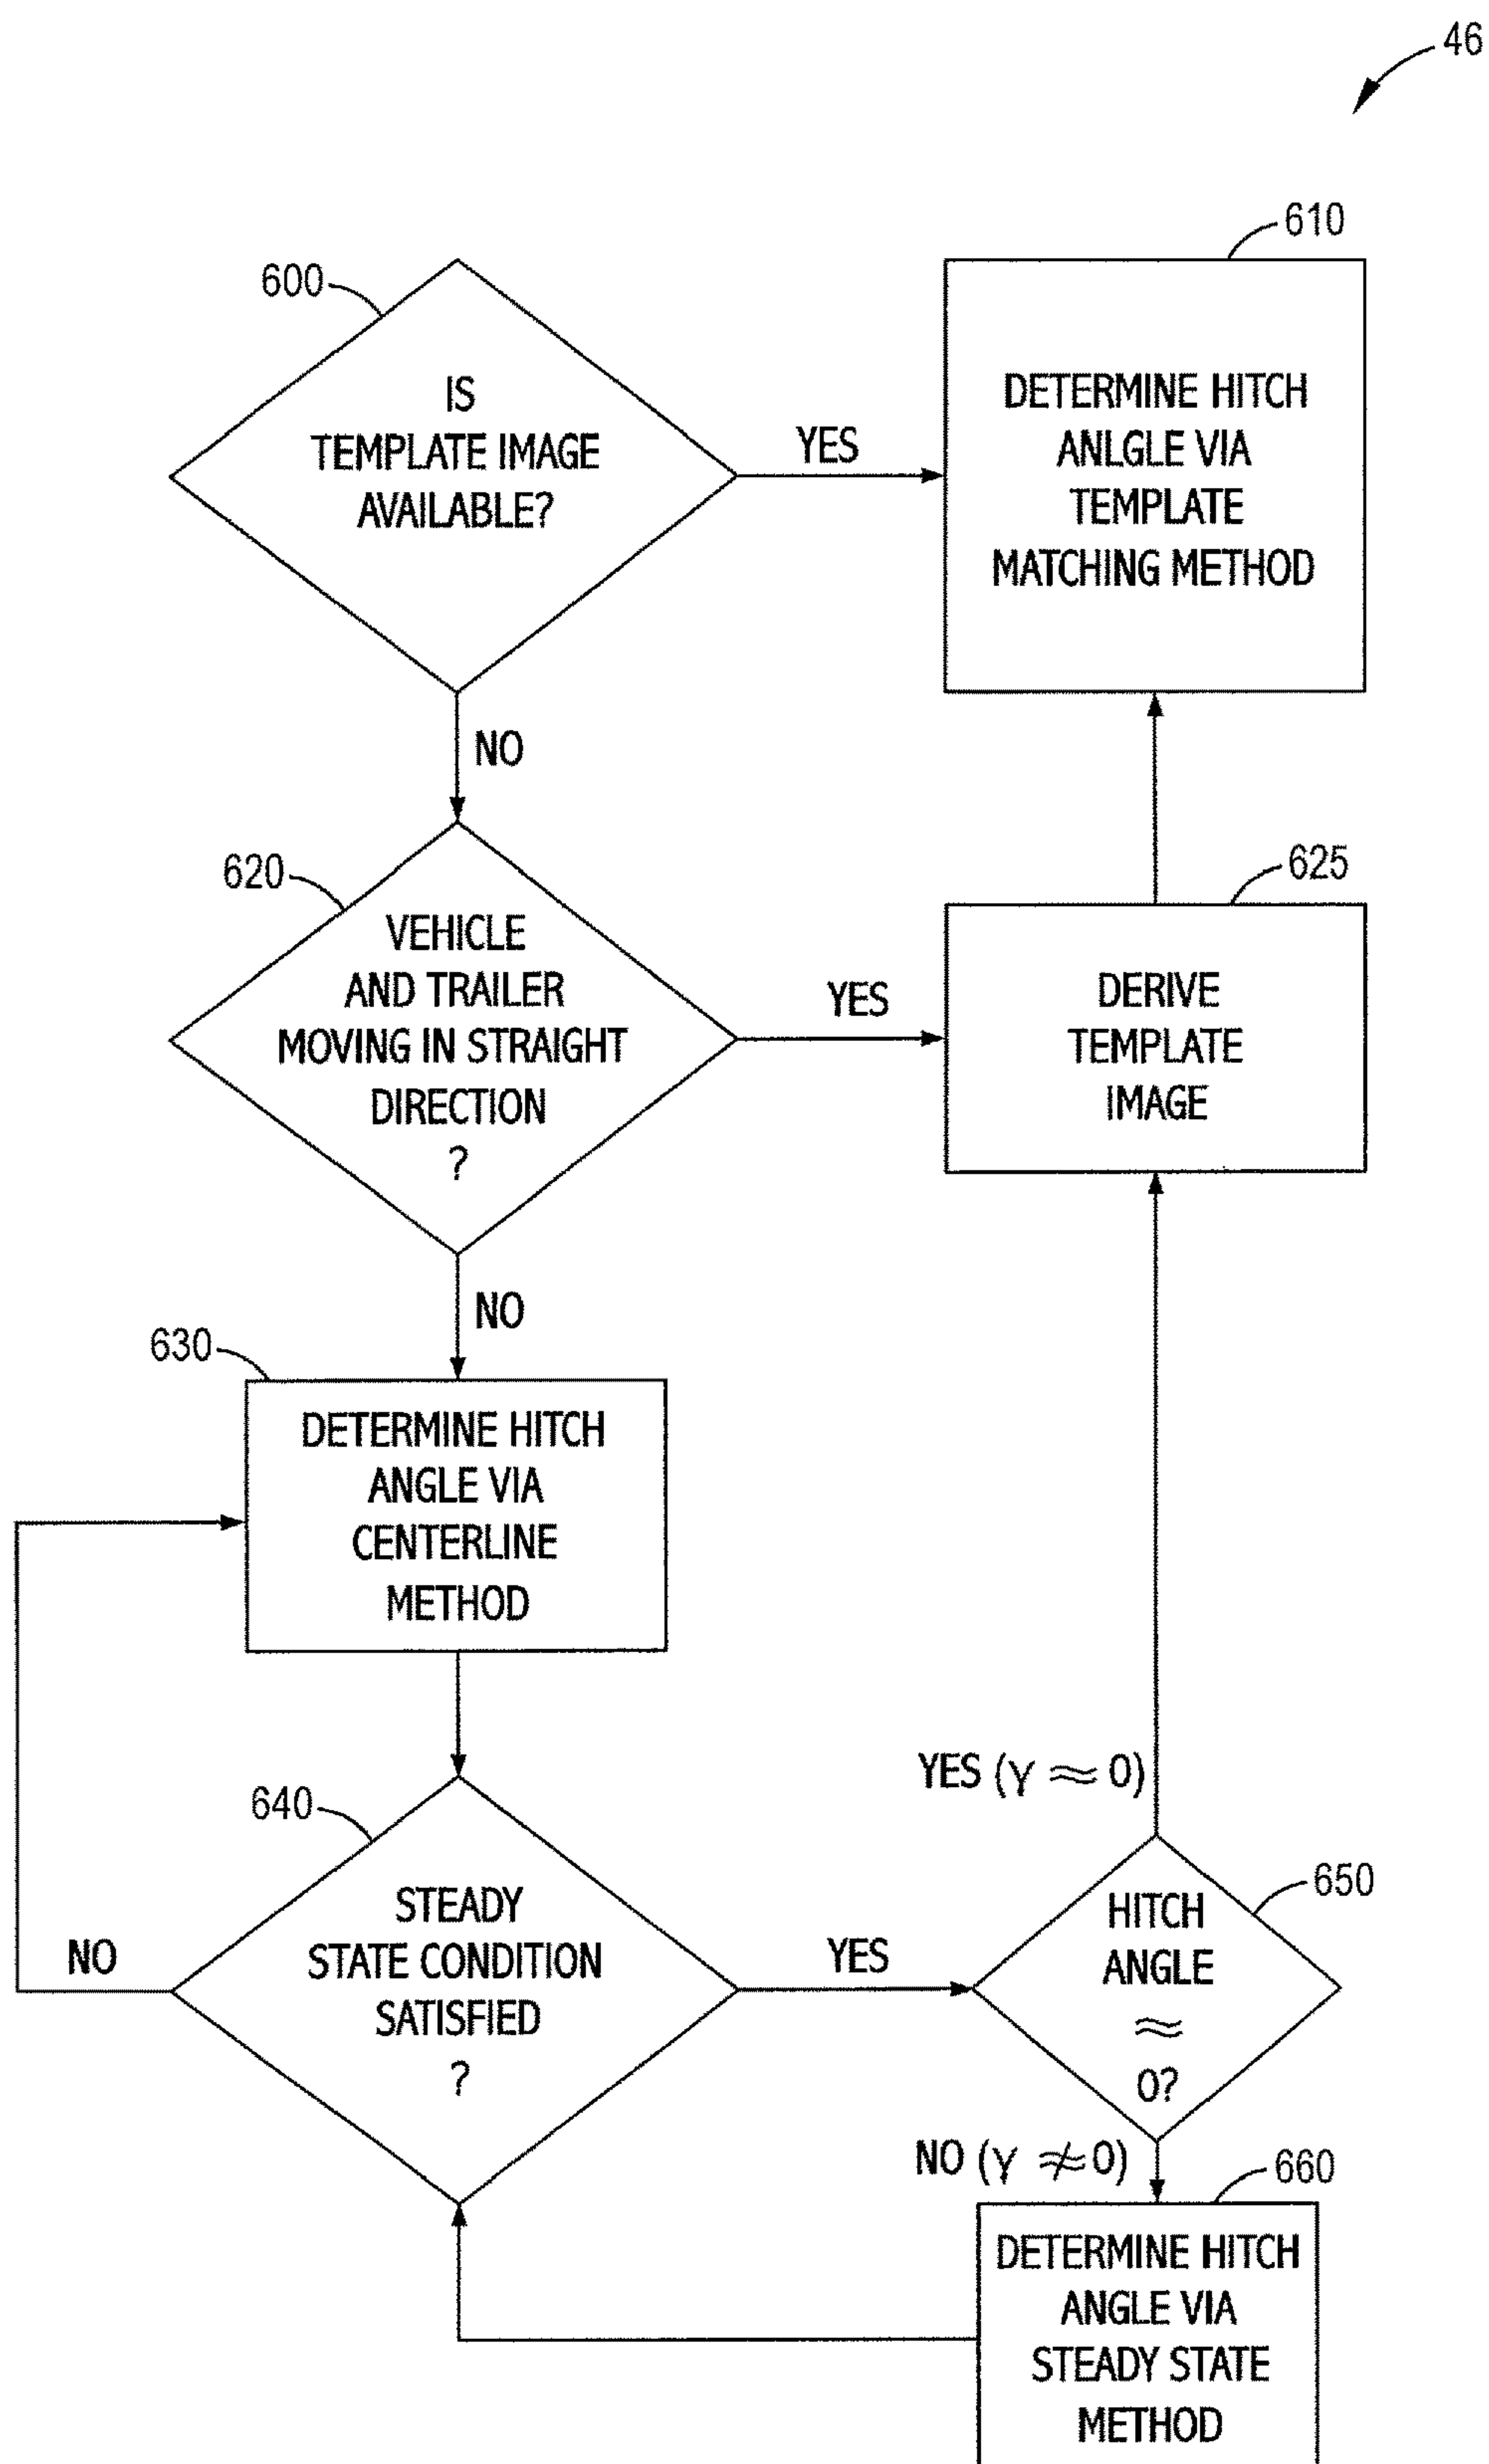 46
600
IS
TEMPLATE IMAGE
AVAILABLE?
YES
610
DETERMINE HITCH
ANLGLE VIA
TEMPLATE
MATCHING METHOD
NO
620
VEHICLE
AND TRAILER
MOVING IN STRAIGHT
DIRECTION
?
YES
625
DERIVE
TEMPLATE
IMAGE
NO
630
DETERMINE HITCH
ANGLE VIA
CENTERLINE
METHOD
640
STEADY
STATE CONDITION
SATISFIED
?
NO
YES
YES (γ ≈ 0)
650
HITCH
ANGLE
≈
0?
NO (γ ≉ 0)
660
DETERMINE HITCH
ANGLE VIA
STEADY STATE
METHOD